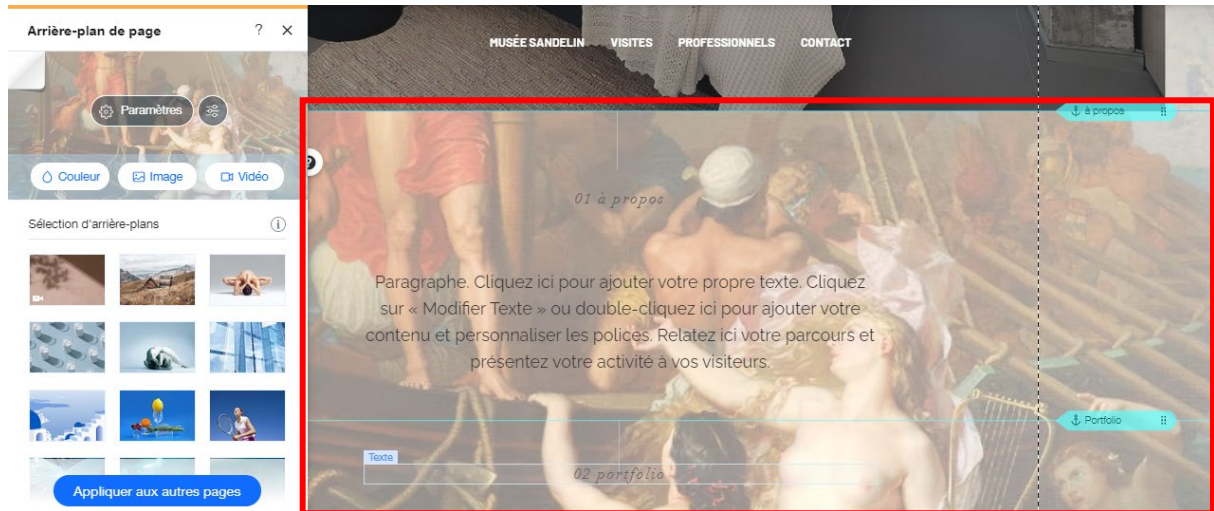 Arrière-plan de page ? ×
MUSÉE SANDELIN VISITES PROFESSIONNELS CONTACT
Paramètres
à propos
Couleur Image Vidéo
?
01 à propos
Sélection d'arrière-plans i
Paragraphe. Cliquez ici pour ajouter votre propre texte. Cliquez
sur « Modifier Texte » ou double-cliquez ici pour ajouter votre
contenu et personnaliser les polices. Relatez ici votre parcours et
présentez votre activité à vos visiteurs.
Portfolio
Texte
02 portfolio
Appliquer aux autres pages